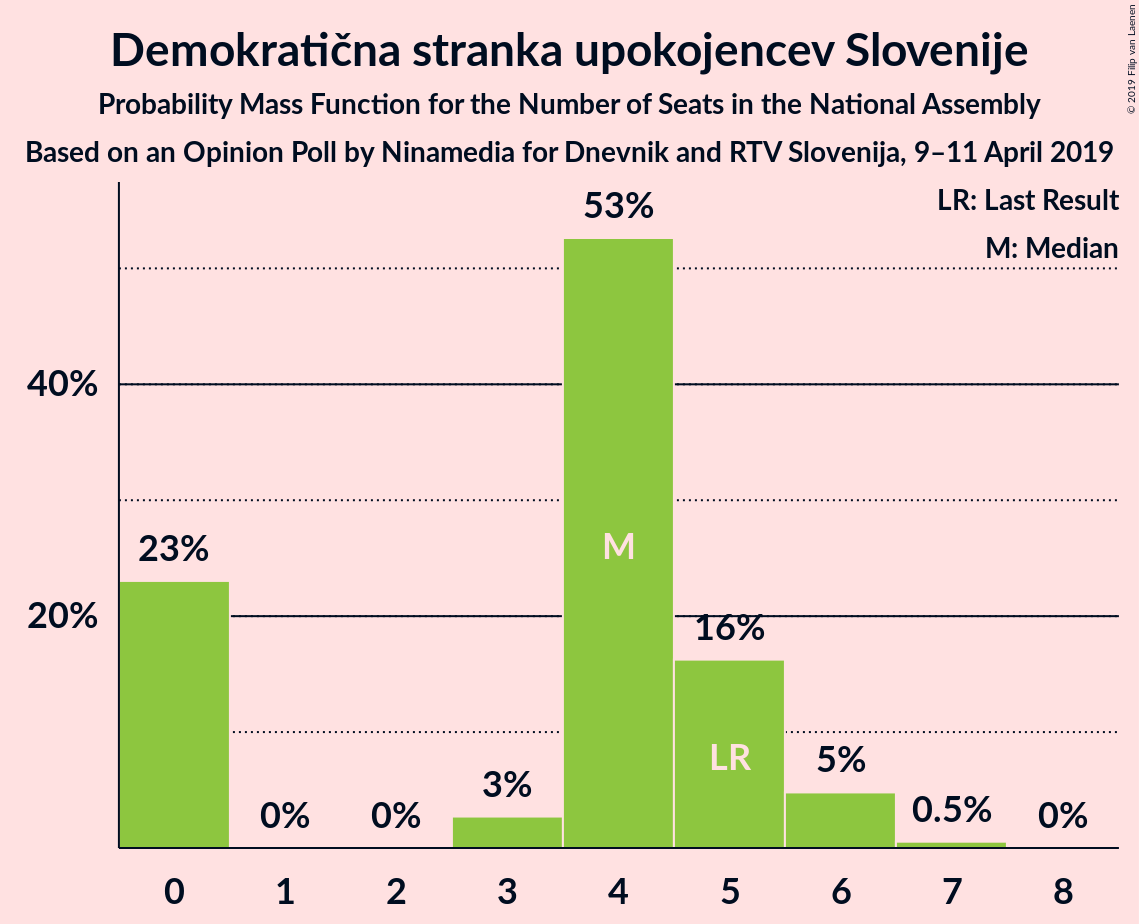 Demokratična stranka upokojencev Slovenije
Probability Mass Function for the Number of Seats in the National Assembly
Based on an Opinion Poll by Ninamedia for Dnevnik and RTV Slovenija, 9–11 April 2019
© 2019 Filip van Laenen
LR: Last Result
M: Median
53%
40%
23%
M
20%
16%
LR
5%
3%
0%
0%
0.5%
0%
0 1 2 3 4 5 6 7 8